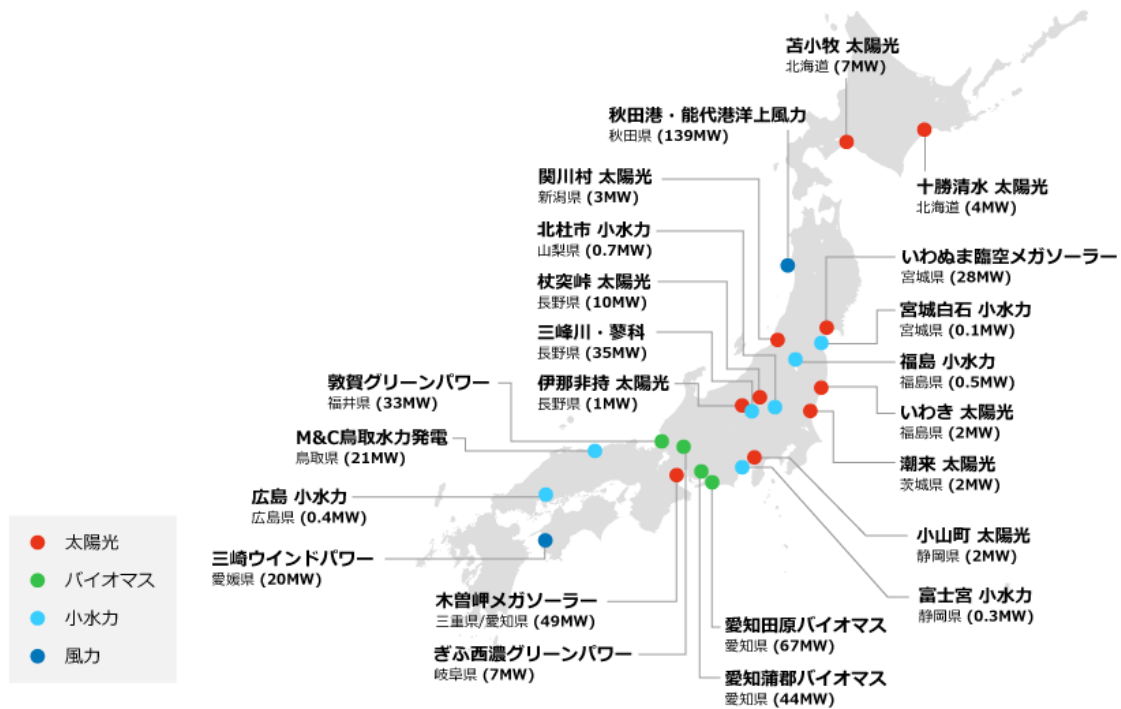 苫小牧 太陽光
北海道 (7MW)
秋田港・能代港洋上風力
秋田県 (139MW)
関川村 太陽光
新潟県 (3MW)
十勝清水 太陽光
北海道 (4MW)
北杜市 小水力
山梨県 (0.7MW)
いわぬま臨空メガソーラー
宮城県 (28MW)
杖突峠 太陽光
長野県 (10MW)
宮城白石 小水力
宮城県 (0.1MW)
三峰川・蓼科
長野県 (35MW)
福島 小水力
福島県 (0.5MW)
敦賀グリーンパワー
福井県 (33MW)
伊那非持 太陽光
長野県 (1MW)
いわき 太陽光
福島県 (2MW)
M&C鳥取水力発電
鳥取県 (21MW)
潮来 太陽光
茨城県 (2MW)
広島 小水力
広島県 (0.4MW)
小山町 太陽光
静岡県 (2MW)
三崎ウインドパワー
愛媛県 (20MW)
富士宮 小水力
静岡県 (0.3MW)
木曽岬メガソーラー
三重県/愛知県 (49MW)
愛知田原バイオマス
愛知県 (67MW)
ぎふ西濃グリーンパワー
岐阜県 (7MW)
愛知蒲郡バイオマス
愛知県 (44MW)
太陽光
バイオマス
小水力
風力